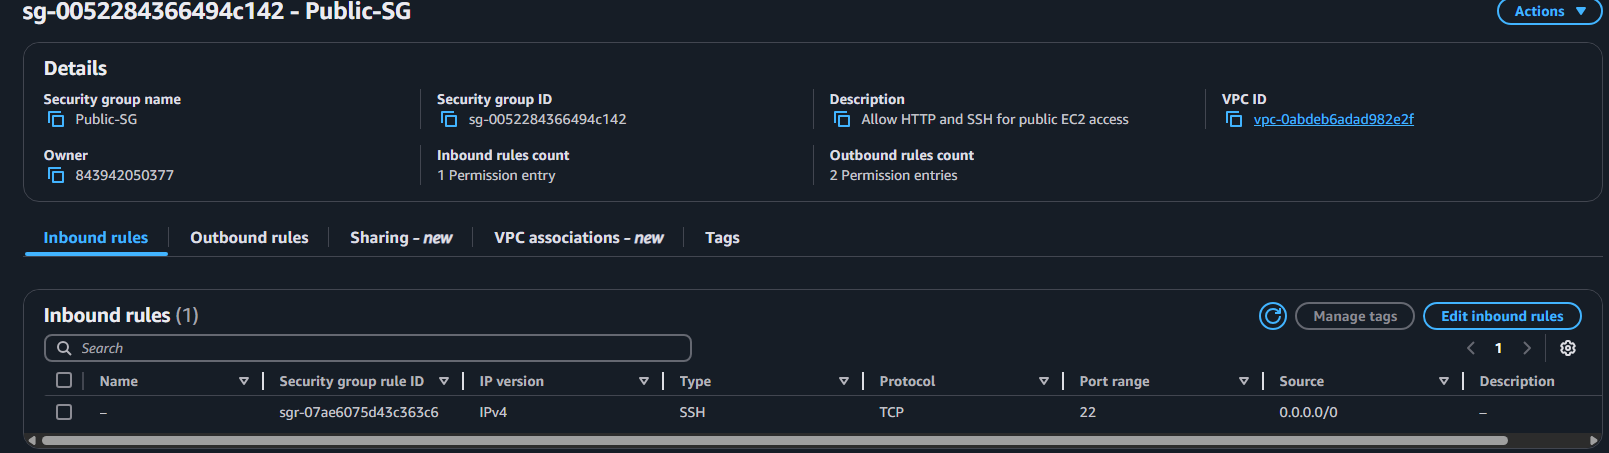 sg-0052284366494c142 - Public-SG
Actions
Details
Security group name
Public-SG
Security group ID
sg-0052284366494c142
Description
Allow HTTP and SSH for public EC2 access
VPC ID
vpc-0abdeb6adad982e2f
Owner
843942050377
Inbound rules count
1 Permission entry
Outbound rules count
2 Permission entries
Inbound rules
Outbound rules
Sharing - new
VPC associations - new
Tags
Inbound rules (1)
Manage tags
Edit inbound rules
Search
1
Name
Security group rule ID
IP version
Type
Protocol
Port range
Source
Description
– sgr-07ae6075d43c363c6 IPv4 SSH TCP 22 0.0.0.0/0 –